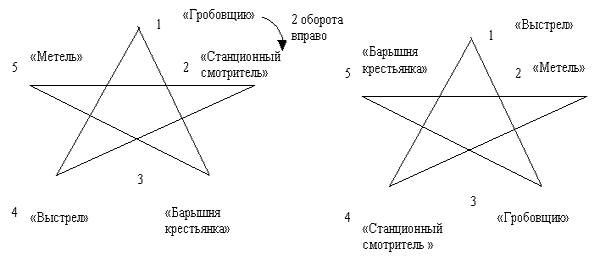 1
«Гробовщик»
2 оборота
вправо
«Метель»
2
«Станционный
смотритель»
5
3
4
«Выстрел»
«Барышня
крестьянка»
«Выстрел»
1
«Барышня
крестьянка»
2
«Метель»
5
3
4
«Станционный
смотритель »
«Гробовщик»